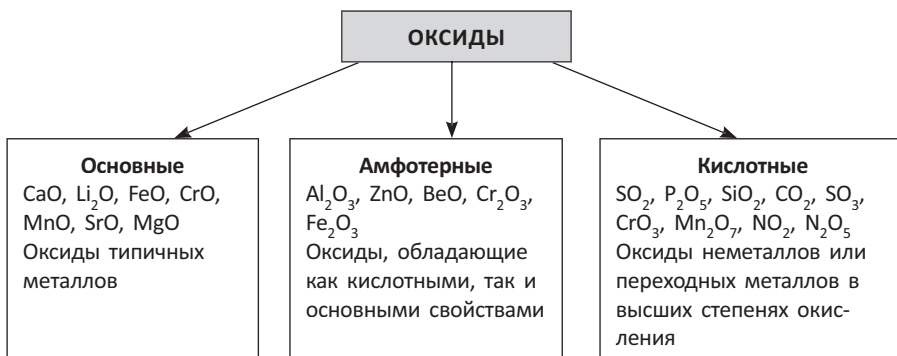 ОКСИДЫ
Основные
CaO, Li₂O, FeO, CrO,
MnO, SrO, MgO
Оксиды типичных
металлов
Амфотерные
Al₂O₃, ZnO, BeO, Cr₂O₃,
Fe₂O₃
Оксиды, обладающие
как кислотными, так и
основными свойствами
Кислотные
SO₂, P₂O₅, SiO₂, CO₂, SO₃,
CrO₃, Mn₂O₇, NO₂, N₂O₅
Оксиды неметаллов или
переходных металлов в
высших степенях окис-
ления